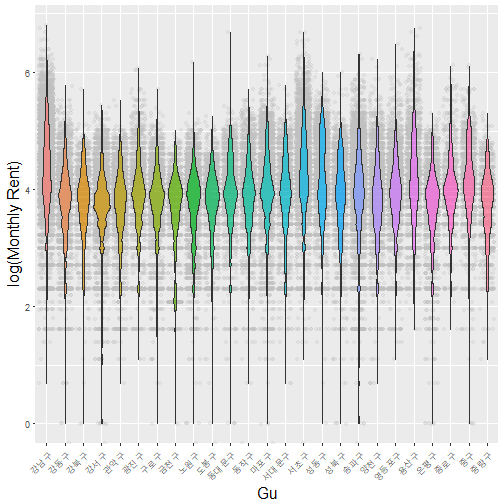 log(Monthly Rent)
6
4
2
0
강남구
강동구
강북구
강서구
관악구
광진구
구로구
금천구
노원구
도봉구
동대문구
동작구
마포구
서대문구
서초구
성동구
성북구
송파구
양천구
영등포구
용산구
은평구
종로구
중구
중랑구
Gu